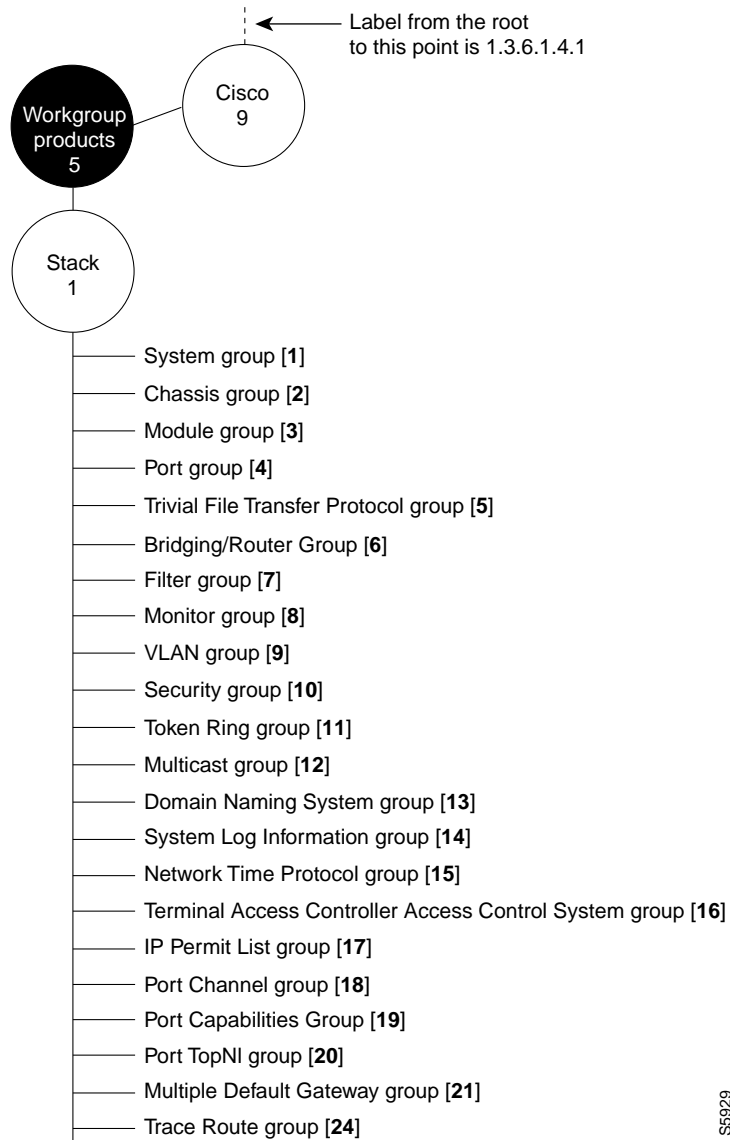 Label from the root
to this point is 1.3.6.1.4.1
Cisco
9
Workgroup
products
5
Stack
1
System group [1]
Chassis group [2]
Module group [3]
Port group [4]
Trivial File Transfer Protocol group [5]
Bridging/Router Group [6]
Filter group [7]
Monitor group [8]
VLAN group [9]
Security group [10]
Token Ring group [11]
Multicast group [12]
Domain Naming System group [13]
System Log Information group [14]
Network Time Protocol group [15]
Terminal Access Controller Access Control System group [16]
IP Permit List group [17]
Port Channel group [18]
Port Capabilities Group [19]
Port TopNI group [20]
Multiple Default Gateway group [21]
Trace Route group [24]
S5929